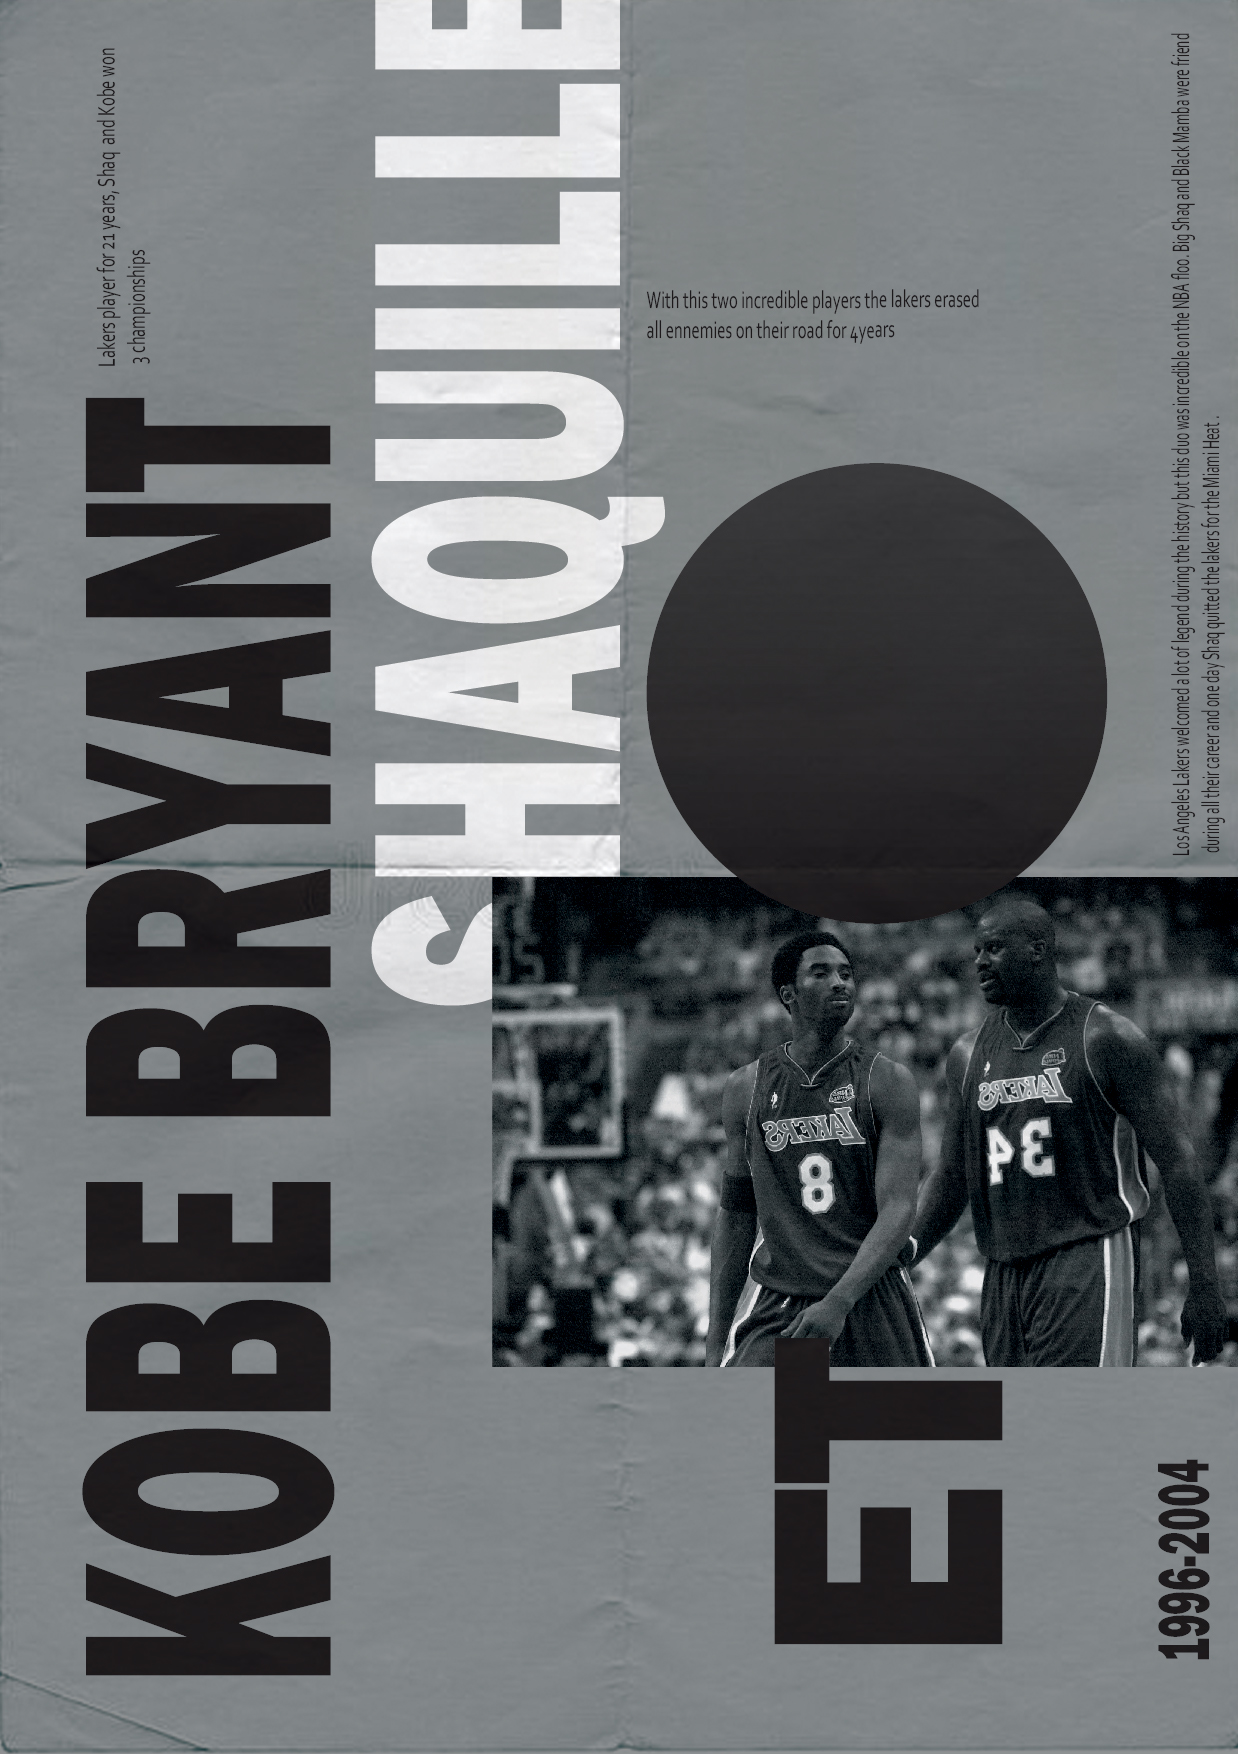 Lakers player for 21 years, Shaq and Kobe won
3 championships
KOBE BRYANT
SHAQUILLE
With this two incredible players the lakers erased
all ennemies on their road for 4years
Los Angeles Lakers welcomed a lot of legend during the history but this duo was incredible on the NBA floo. Big Shaq and Black Mamba were friend
during all their career and one day Shaq quitted the lakers for the Miami Heat .
LAKERS
8
LAKERS
34
ET
1996-2004